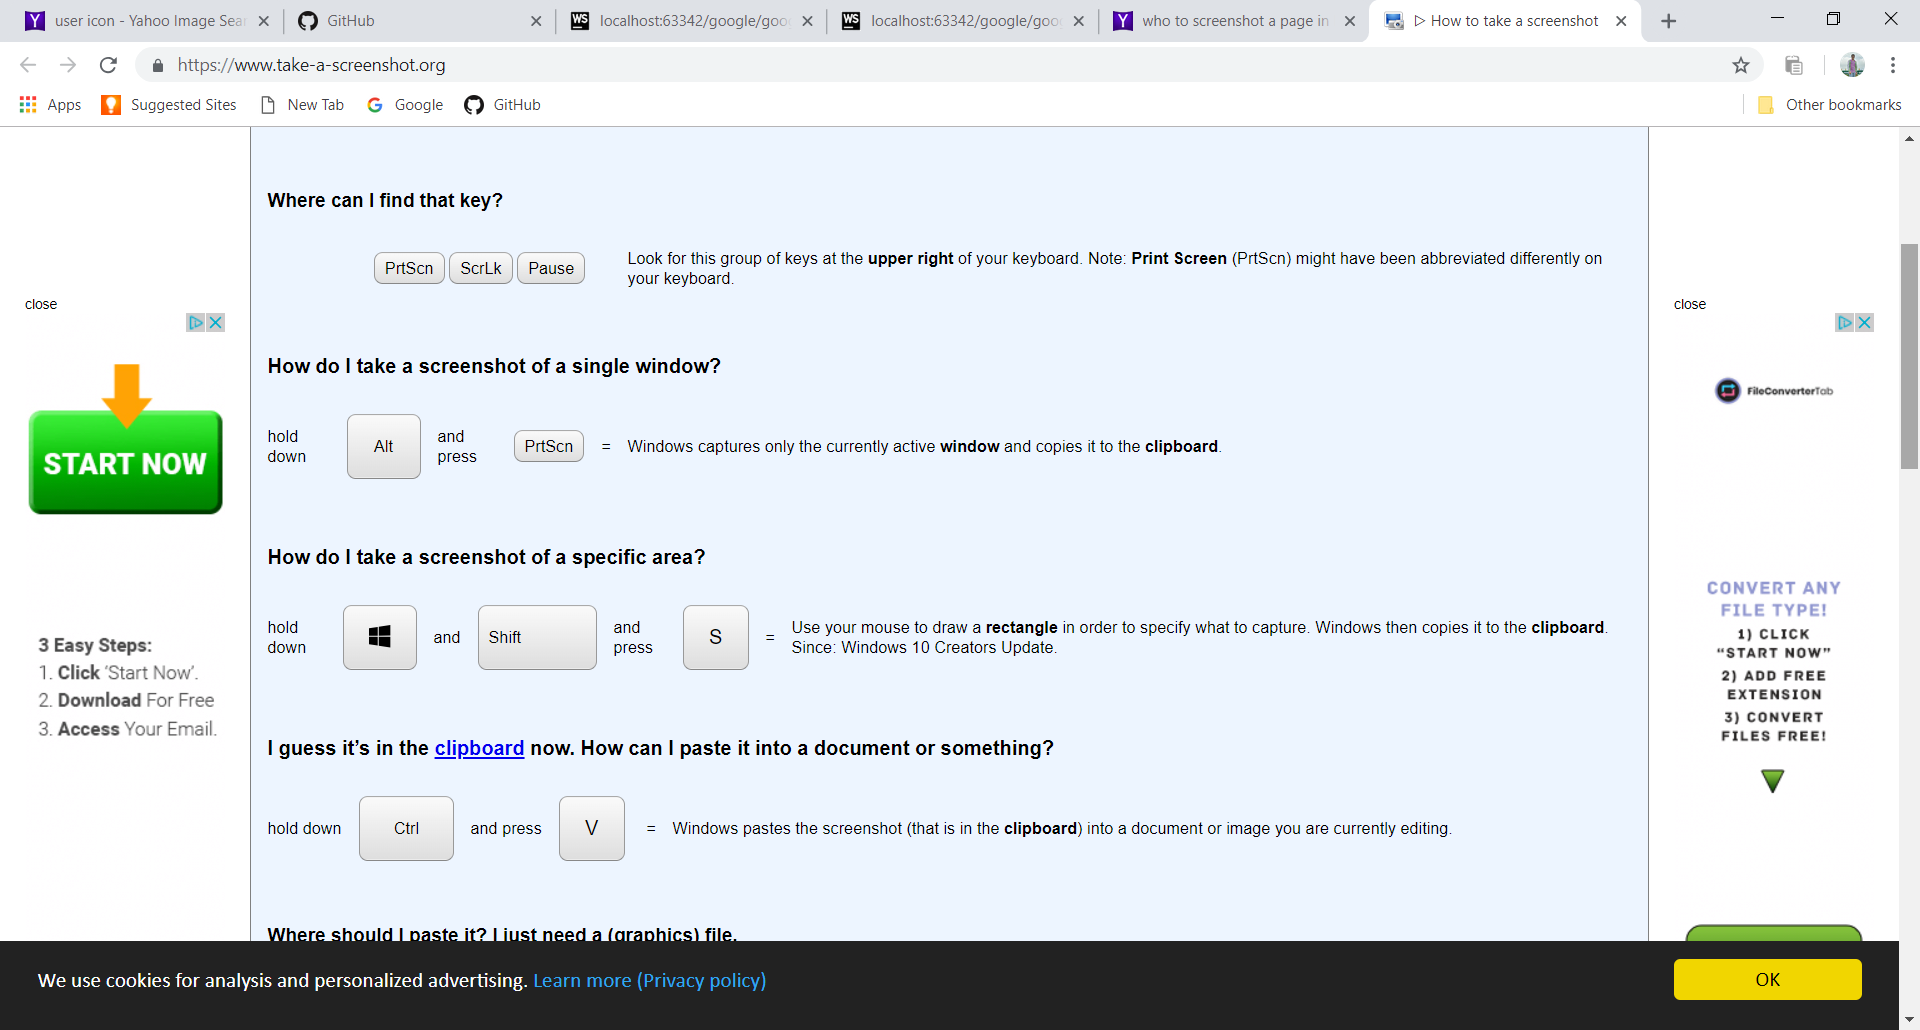 user icon - Yahoo Image Sear
GitHub
WS localhost:63342/google/goo
WS localhost:63342/google/goo
who to screenshot a page in
▷ How to take a screenshot
https://www.take-a-screenshot.org
Apps
Suggested Sites
New Tab
Google
GitHub
Other bookmarks
Where can I find that key?
PrtScn ScrLk Pause
Look for this group of keys at the upper right of your keyboard. Note: Print Screen (PrtScn) might have been abbreviated differently on
your keyboard.
How do I take a screenshot of a single window?
hold
down
Alt
and
press
PrtScn
= Windows captures only the currently active window and copies it to the clipboard.
How do I take a screenshot of a specific area?
hold
down
and
Shift
and
press
S
=
Use your mouse to draw a rectangle in order to specify what to capture. Windows then copies it to the clipboard.
Since: Windows 10 Creators Update.
I guess it’s in the clipboard now. How can I paste it into a document or something?
hold down Ctrl and press V = Windows pastes the screenshot (that is in the clipboard) into a document or image you are currently editing.
Where should I paste it? I just need a (graphics) file.
close
START NOW
3 Easy Steps:
1. Click ‘Start Now’.
2. Download For Free
3. Access Your Email.
close
FileConverterTab
CONVERT ANY
FILE TYPE!
1) CLICK
“START NOW”
2) ADD FREE
EXTENSION
3) CONVERT
FILES FREE!
We use cookies for analysis and personalized advertising. Learn more (Privacy policy)
OK